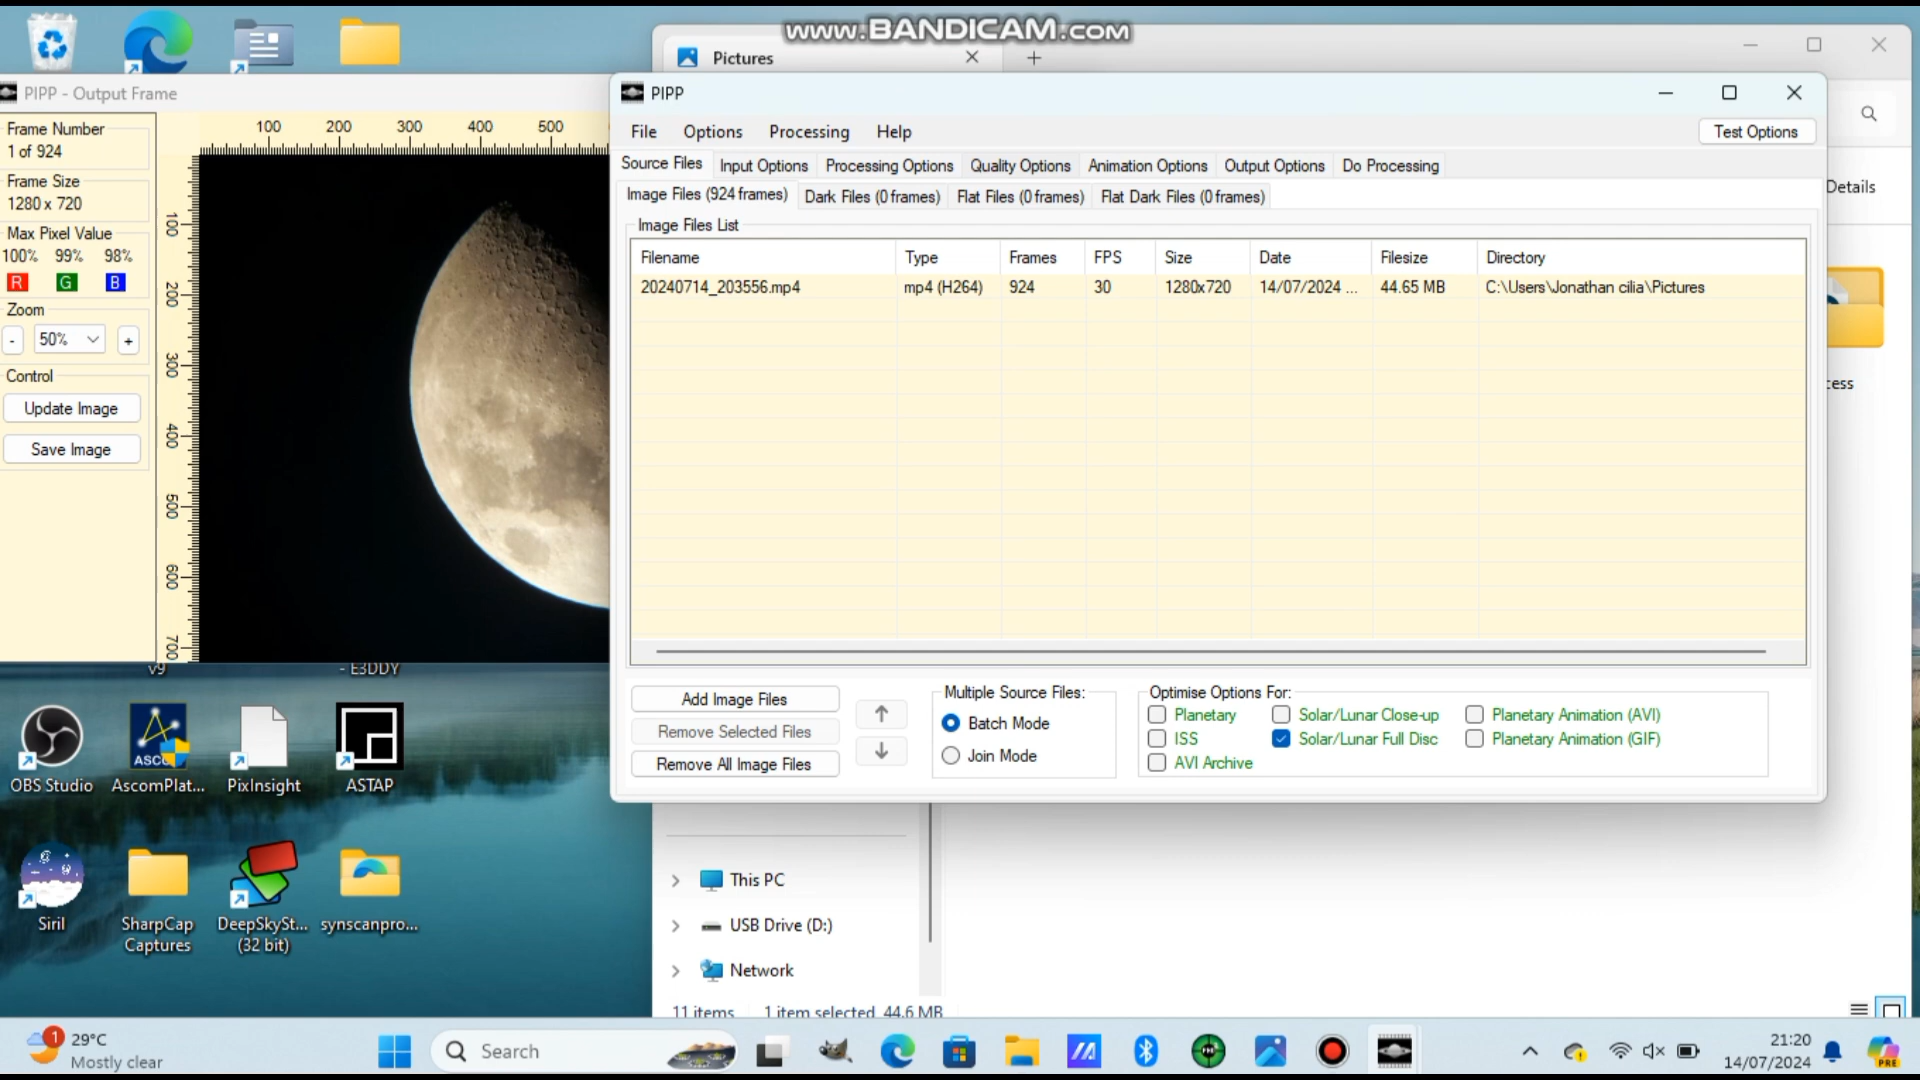 www.BANDICAM.com
Pictures
PIPP - Output Frame
PIPP
Frame Number
1 of 924
Frame Size
1280 x 720
Max Pixel Value
100% 99% 98%
R G B
Zoom
- 50% +
Control
Update Image
Save Image
100 200 300 400 500
100
200
300
400
500
600
700
File Options Processing Help
Test Options
Source Files Input Options Processing Options Quality Options Animation Options Output Options Do Processing
Image Files (924 frames) Dark Files (0 frames) Flat Files (0 frames) Flat Dark Files (0 frames)
Details
Image Files List
Filename Type Frames FPS Size Date Filesize Directory
20240714_203556.mp4 mp4 (H264) 924 30 1280x720 14/07/2024 ... 44.65 MB C:\Users\Jonathan cilia\Pictures
cess
Add Image Files
Remove Selected Files
Remove All Image Files
Multiple Source Files:
Batch Mode
Join Mode
Optimise Options For:
Planetary Solar/Lunar Close-up Planetary Animation (AVI)
ISS Solar/Lunar Full Disc Planetary Animation (GIF)
AVI Archive
v9 - E3DDY
ASCO
OBS Studio AscomPlat... PixInsight ASTAP
Siril SharpCap Captures DeepSkySt... (32 bit) synscanpro...
This PC
USB Drive (D:)
Network
11 items 1 item selected 44.6 MB
1
29°C
Mostly clear
Search
PRE
21:20
14/07/2024